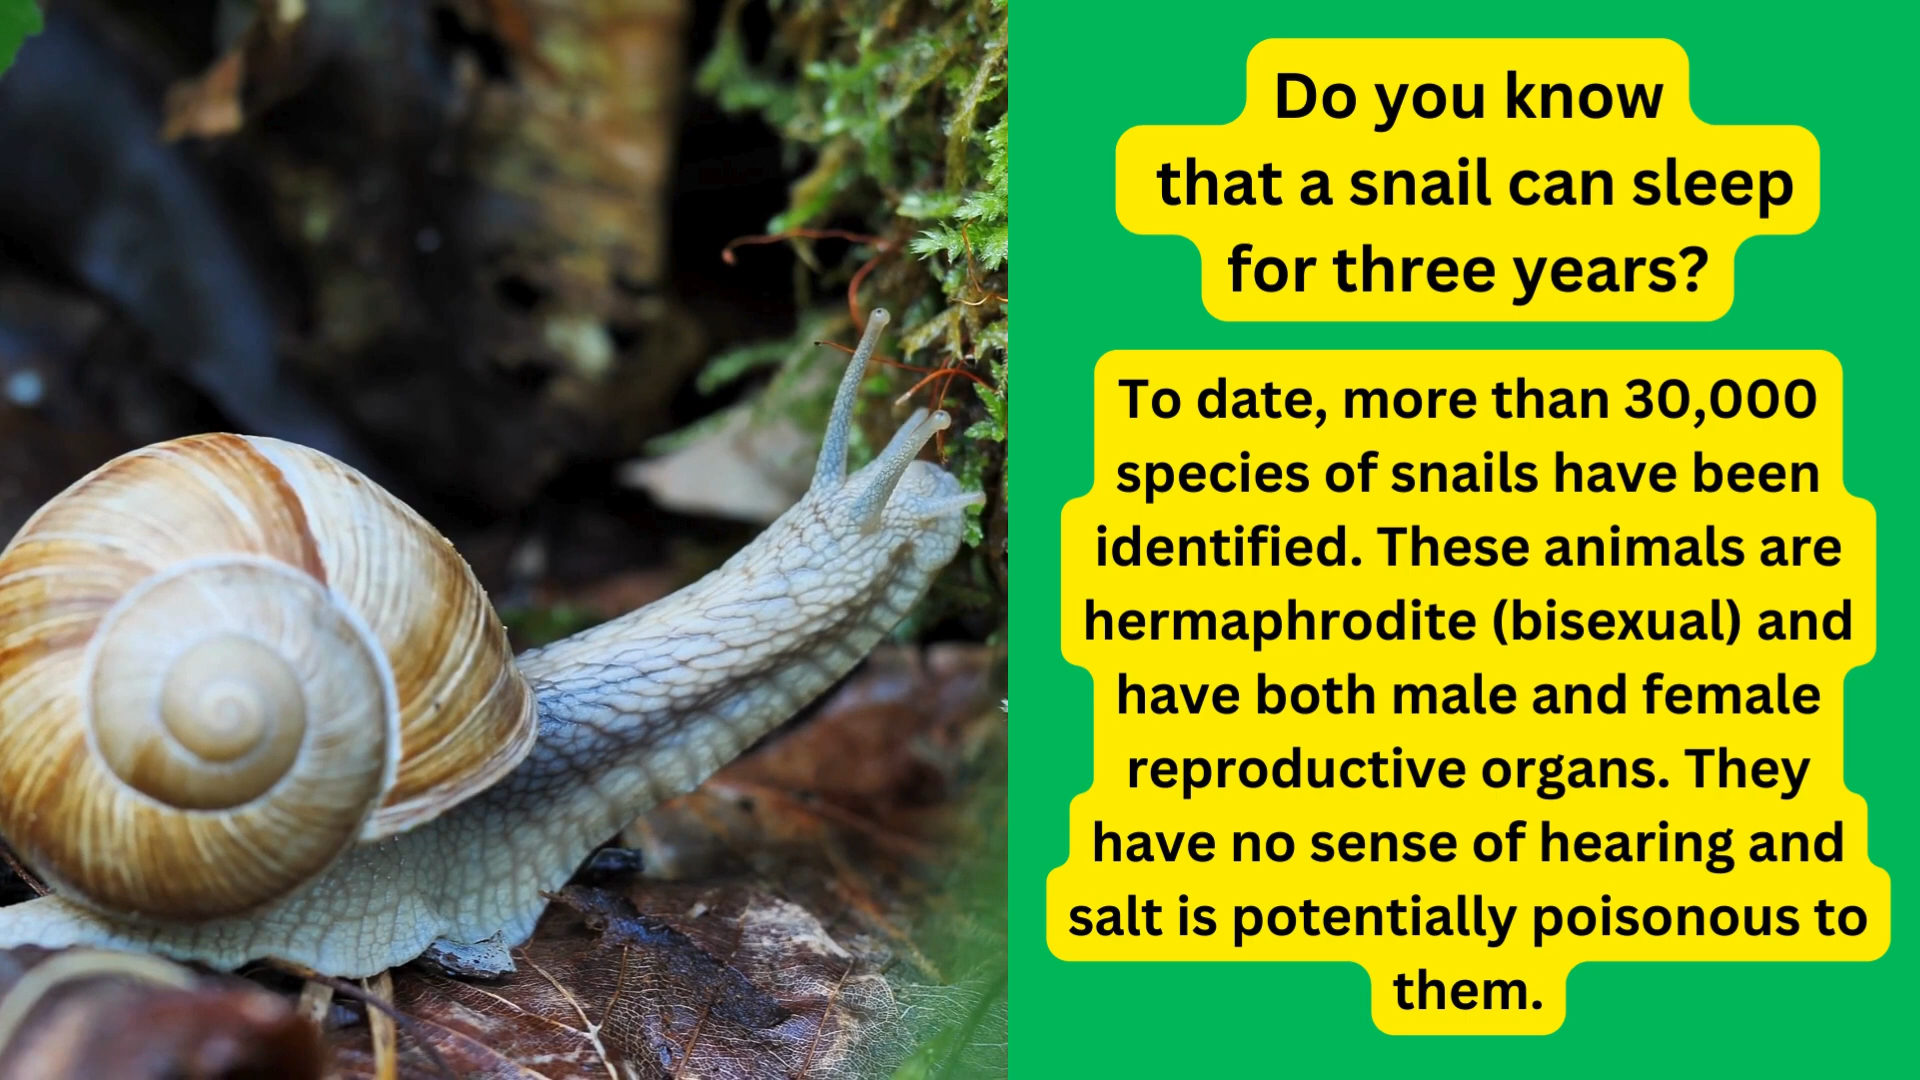 Do you know
that a snail can sleep
for three years?
To date, more than 30,000
species of snails have been
identified. These animals are
hermaphrodite (bisexual) and
have both male and female
reproductive organs. They
have no sense of hearing and
salt is potentially poisonous to
them.